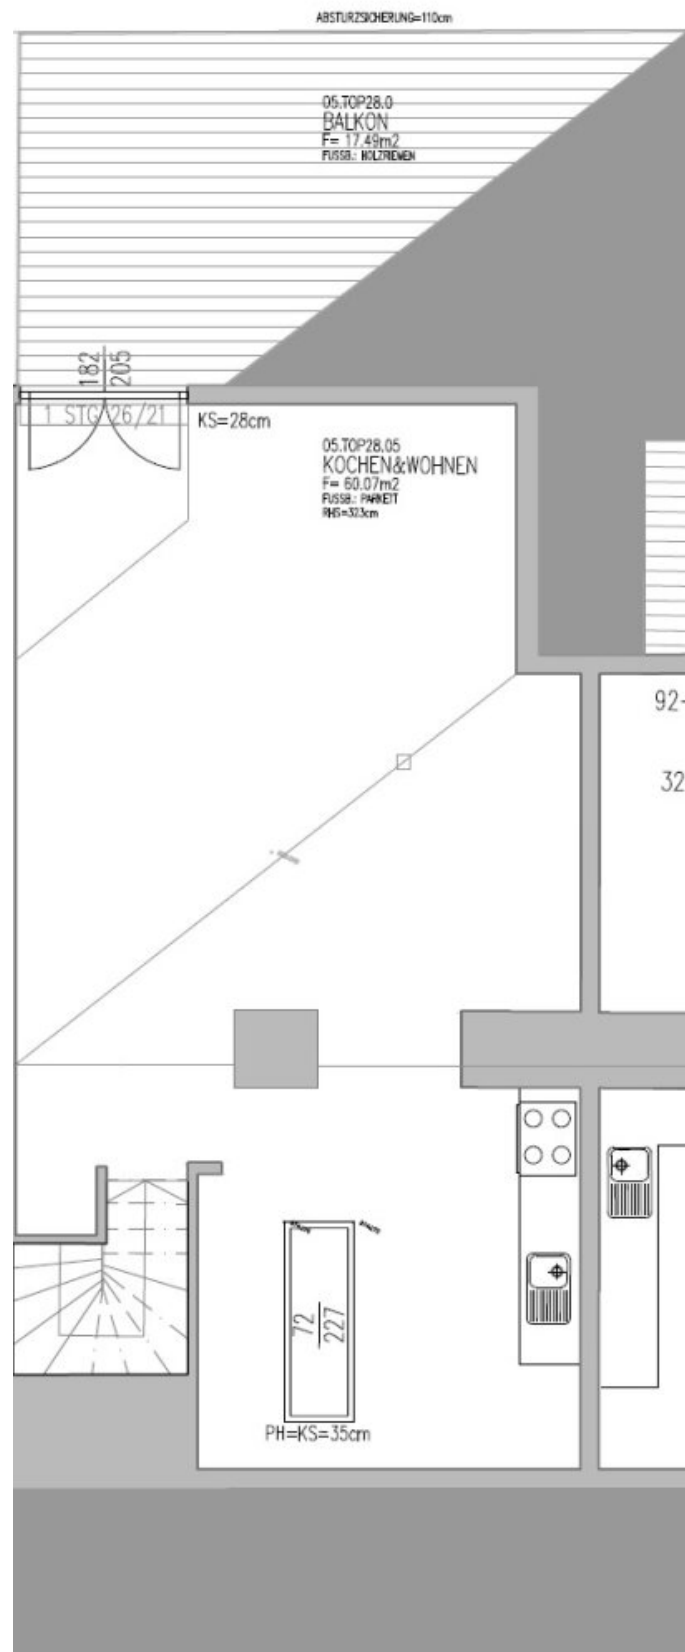 ABSTURZSICHERUNG=110cm
05.TOP28.0
BALKON
F= 17.49m2
FUSSB.: HOLZRIEMEN
182
205
1 STG 26/21
KS=28cm
05.TOP28.05
KOCHEN&WOHNEN
F= 60.07m2
FUSSB.: PARKETT
RHS=323cm
92-
32
72
227
PH=KS=35cm